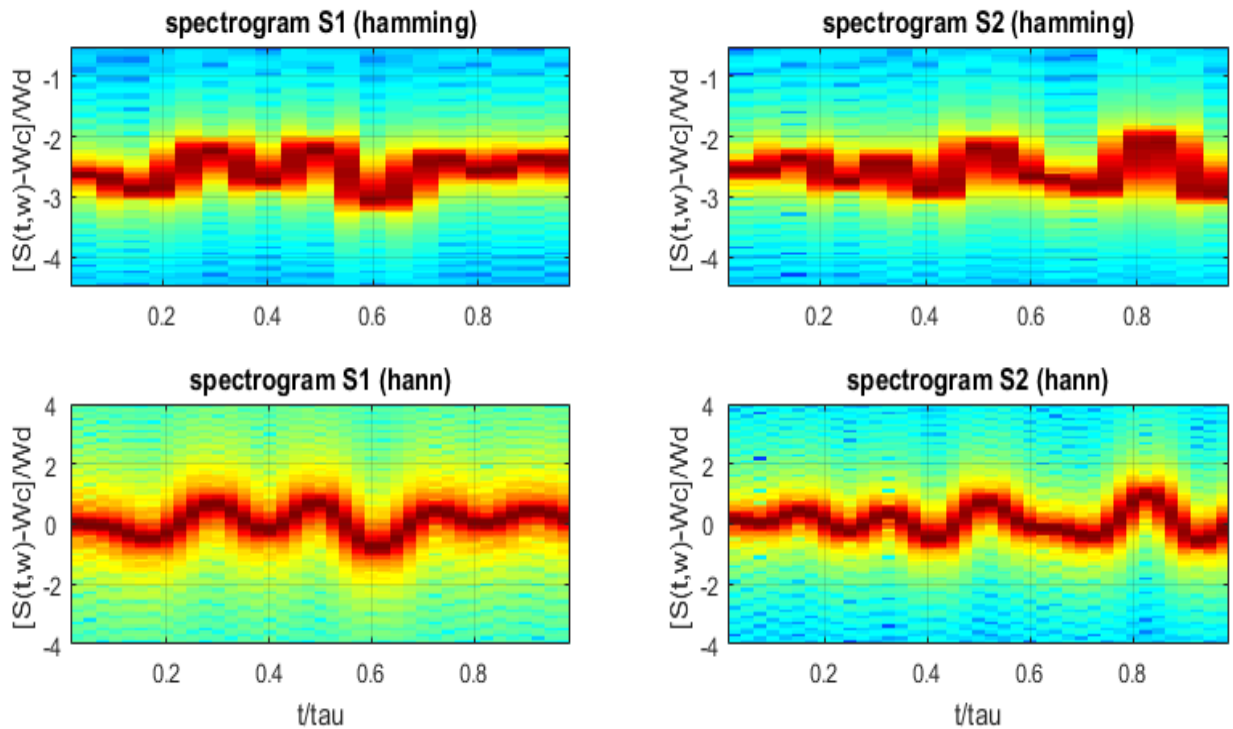 spectrogram S1 (hamming)
[S(t,w)-Wc]/Wd
-1
-2
-3
-4
0.2 0.4 0.6 0.8
spectrogram S2 (hamming)
[S(t,w)-Wc]/Wd
-1
-2
-3
-4
0.2 0.4 0.6 0.8
spectrogram S1 (hann)
[S(t,w)-Wc]/Wd
4
2
0
-2
-4
0.2 0.4 0.6 0.8
t/tau
spectrogram S2 (hann)
[S(t,w)-Wc]/Wd
4
2
0
-2
-4
0.2 0.4 0.6 0.8
t/tau